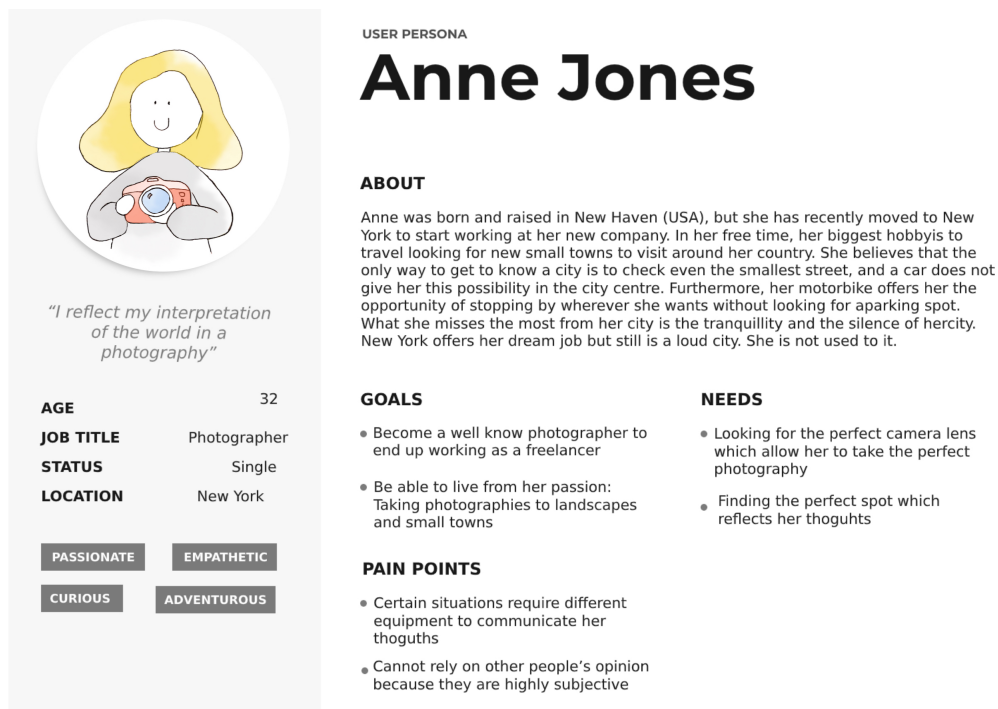 USER PERSONA
Anne Jones
“I reflect my interpretation
of the world in a
photography”
AGE 32
JOB TITLE Photographer
STATUS Single
LOCATION New York
PASSIONATE EMPATHETIC
CURIOUS ADVENTUROUS
ABOUT
Anne was born and raised in New Haven (USA), but she has recently moved to New
York to start working at her new company. In her free time, her biggest hobbyis to
travel looking for new small towns to visit around her country. She believes that the
only way to get to know a city is to check even the smallest street, and a car does not
give her this possibility in the city centre. Furthermore, her motorbike offers her the
opportunity of stopping by wherever she wants without looking for aparking spot.
What she misses the most from her city is the tranquillity and the silence of hercity.
New York offers her dream job but still is a loud city. She is not used to it.
GOALS
• Become a well know photographer to
end up working as a freelancer
• Be able to live from her passion:
Taking photographies to landscapes
and small towns
NEEDS
• Looking for the perfect camera lens
which allow her to take the perfect
photography
• Finding the perfect spot which
reflects her thoguhts
PAIN POINTS
• Certain situations require different
equipment to communicate her
thoguths
• Cannot rely on other people’s opinion
because they are highly subjective